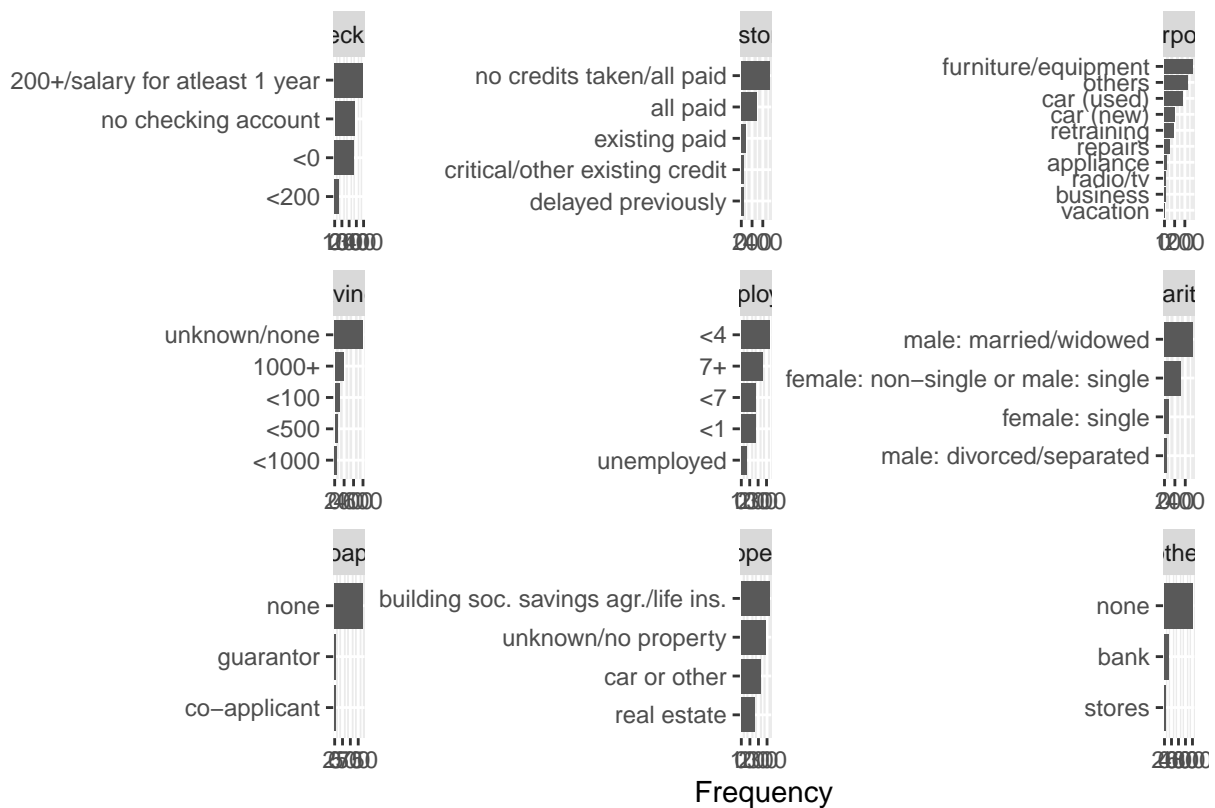 eck
200+/salary for atleast 1 year
no checking account
<0
<200
sto
no credits taken/all paid
all paid
existing paid
critical/other existing credit
delayed previously
rpo
furniture/equipment
others
car (used)
car (new)
retraining
repairs
appliance
radio/tv
business
vacation
vin
unknown/none
1000+
<100
<500
<1000
ploy
<4
7+
<7
<1
unemployed
arit
male: married/widowed
female: non−single or male: single
female: single
male: divorced/separated
oap
none
guarantor
co−applicant
ope
building soc. savings agr./life ins.
unknown/no property
car or other
real estate
othe
none
bank
stores
Frequency